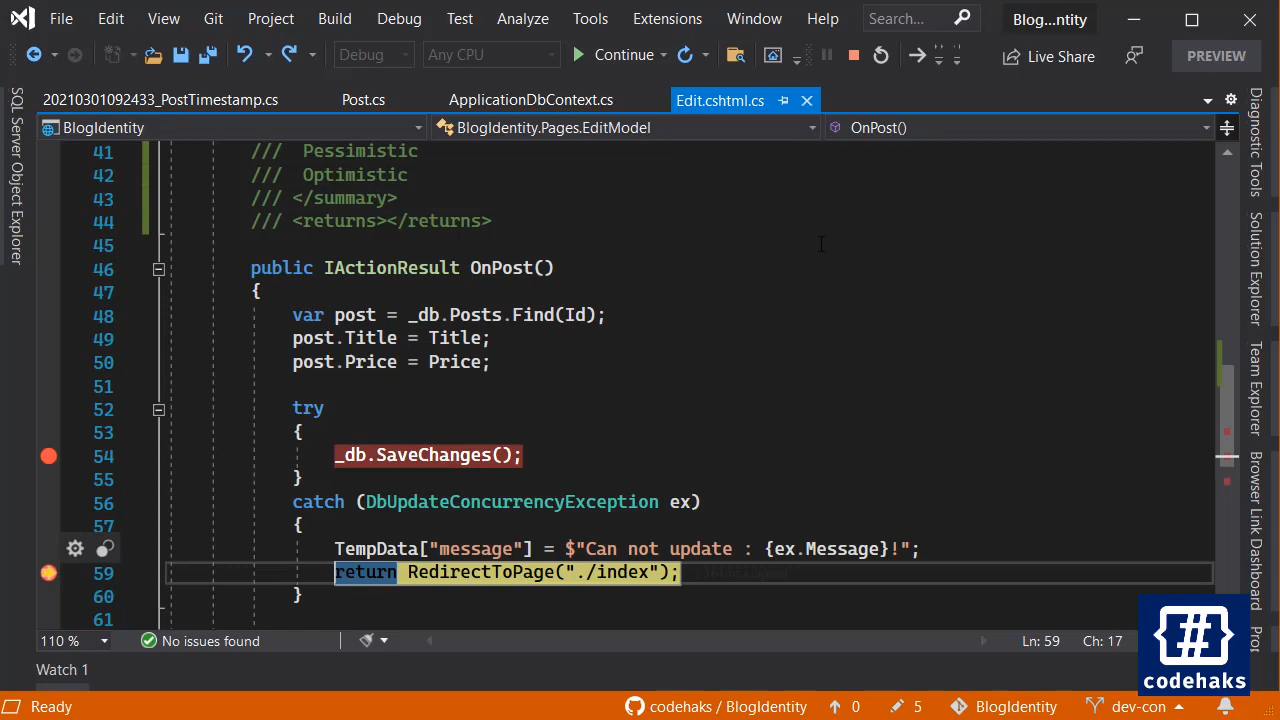 File Edit View Git Project Build Debug Test Analyze Tools Extensions Window Help Search... Blog...ntity
Debug Any CPU Continue Live Share PREVIEW
20210301092433_PostTimestamp.cs Post.cs ApplicationDbContext.cs Edit.cshtml.cs
BlogIdentity BlogIdentity.Pages.EditModel OnPost()
SQL Server Object Explorer
41 /// Pessimistic
42 /// Optimistic
43 /// </summary>
44 /// <returns></returns>
45
46 public IActionResult OnPost()
47 {
48 var post = _db.Posts.Find(Id);
49 post.Title = Title;
50 post.Price = Price;
51
52 try
53 {
54 _db.SaveChanges();
55 }
56 catch (DbUpdateConcurrencyException ex)
57 {
TempData["message"] = $"Can not update : {ex.Message}!";
59 return RedirectToPage("./index");
60 }
61
Diagnostic Tools
Solution Explorer
Team Explorer
Browser Link Dashboard
110 % No issues found Ln: 59 Ch: 17
Watch 1
{#}
codehaks
Ready codehaks / BlogIdentity 0 5 BlogIdentity dev-con